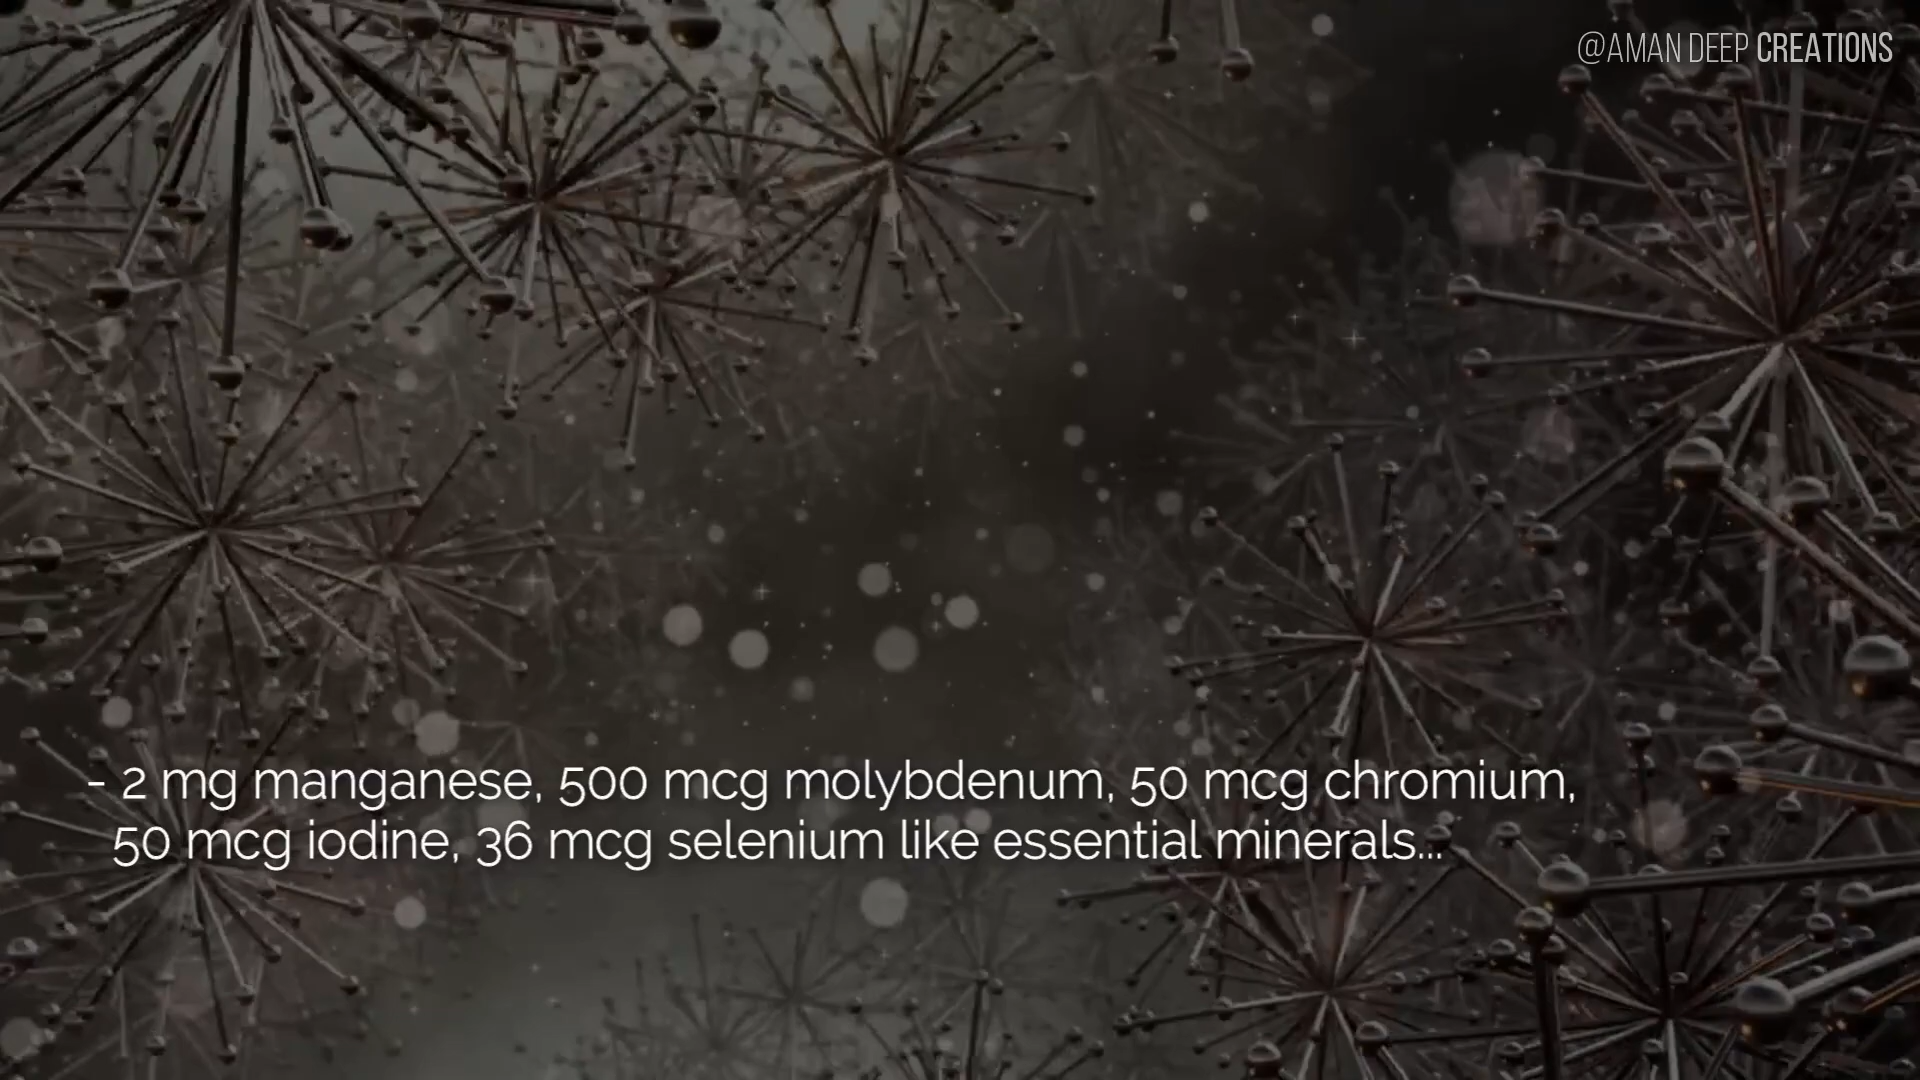 @AMAN DEEP CREATIONS
- 2 mg manganese, 500 mcg molybdenum, 50 mcg chromium,
50 mcg iodine, 36 mcg selenium like essential minerals...